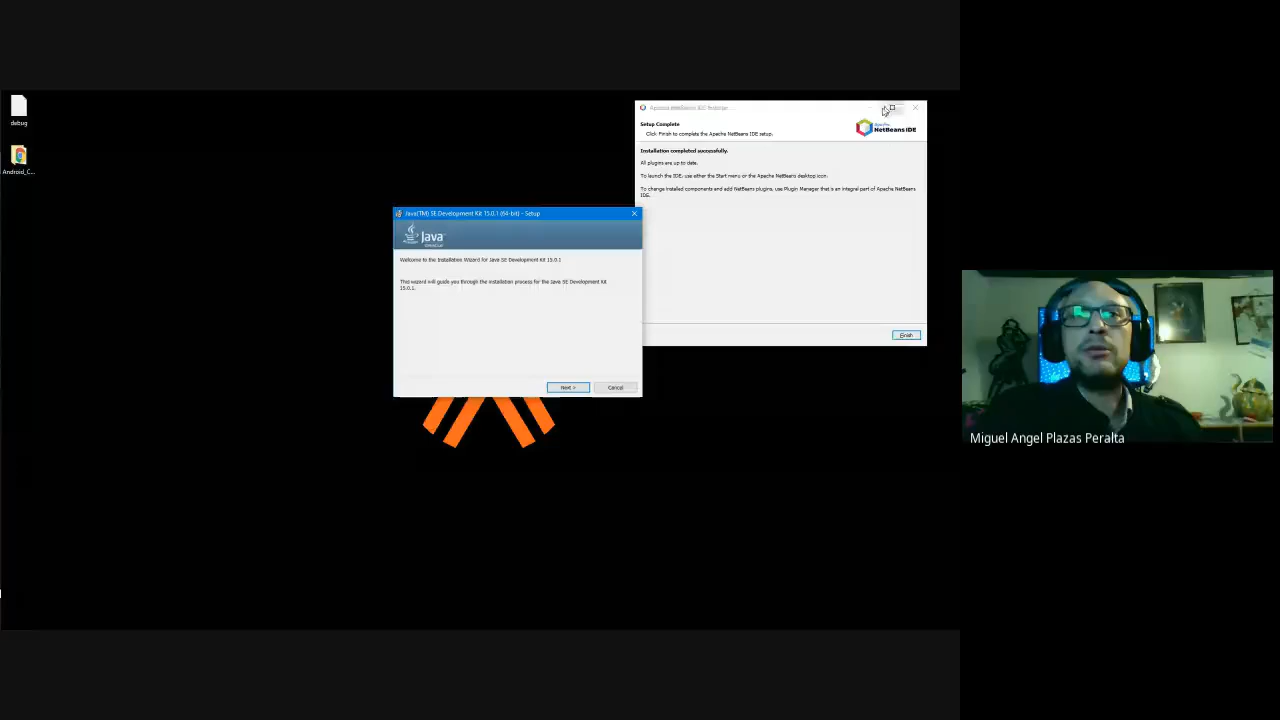 debug
Android_C...
Setup Complete
Click Finish to complete the Apache NetBeans IDE setup.
Apache
NetBeans IDE
Installation completed successfully.
All plugins are up to date.
To launch the IDE, use either the Start menu or the Apache NetBeans desktop icon.
To change installed components and add NetBeans plugins, use Plugin Manager that is an integral part of Apache NetBeans
IDE.
Finish
Java(TM) SE Development Kit 15.0.1 (64-bit) - Setup
Java
ORACLE
Welcome to the Installation Wizard for Java SE Development Kit 15.0.1
This wizard will guide you through the installation process for the Java SE Development Kit
15.0.1.
Next >
Cancel
Miguel Angel Plazas Peralta